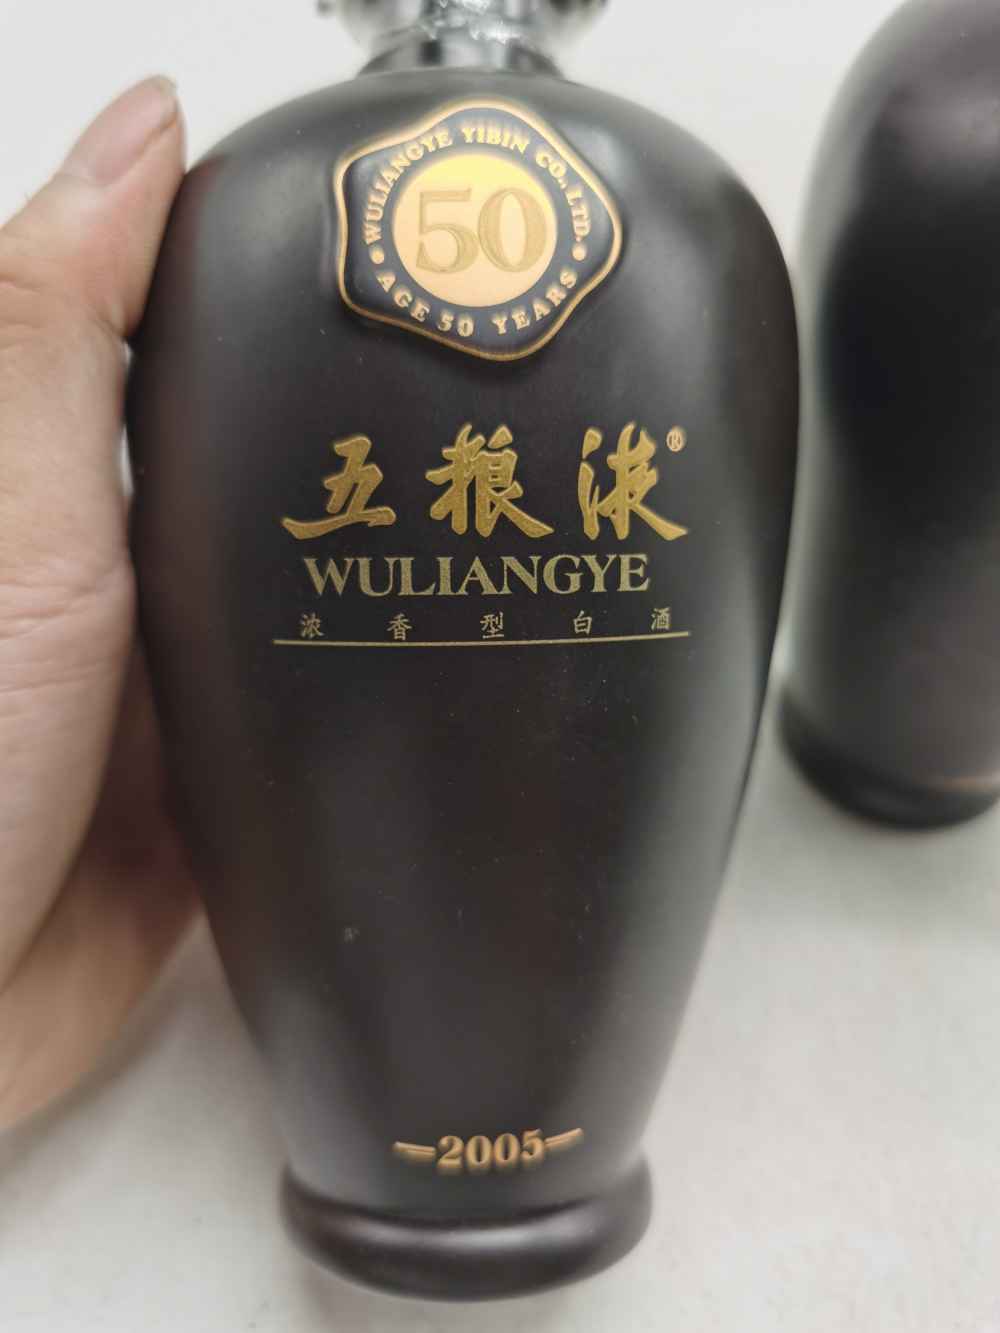 WULIANGYE YIBIN CO., LTD.
50
AGE 50 YEARS
五粮液®
WULIANGYE
浓香型白酒
2005